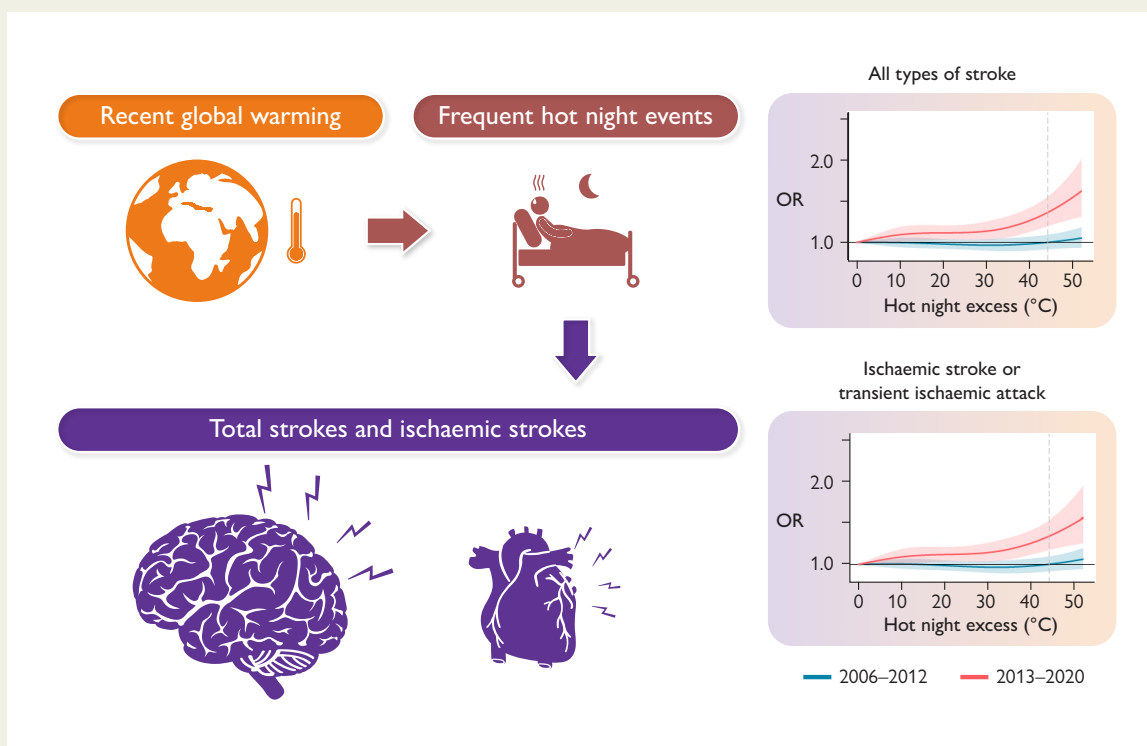 Recent global warming
Frequent hot night events
Total strokes and ischaemic strokes
All types of stroke
2.0
OR
1.0
0 10 20 30 40 50
Hot night excess (°C)
Ischaemic stroke or
transient ischaemic attack
2.0
OR
1.0
0 10 20 30 40 50
Hot night excess (°C)
2006–2012 2013–2020